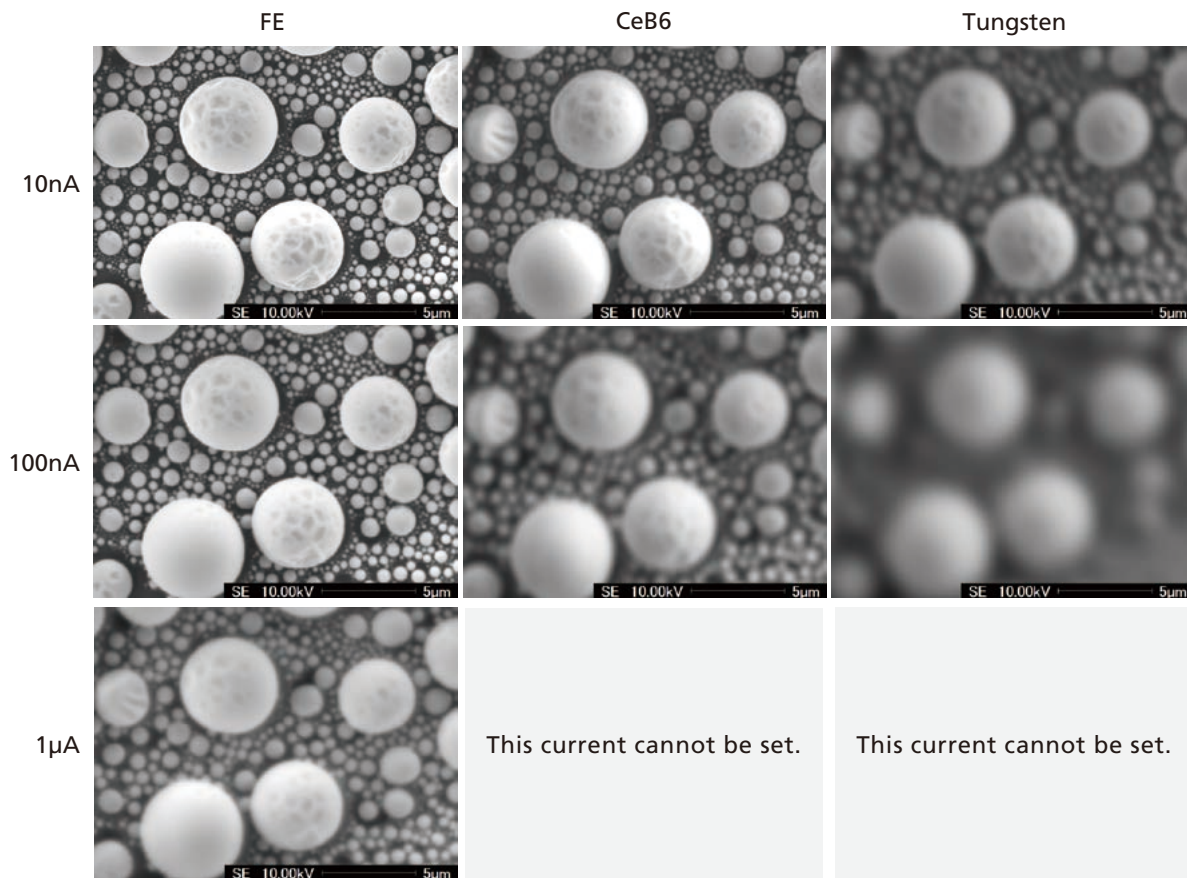 FE CeB6 Tungsten
10nA
SE 10.00kV 5µm SE 10.00kV 5µm SE 10.00kV 5µm
100nA
SE 10.00kV 5µm SE 10.00kV 5µm SE 10.00kV 5µm
1µA This current cannot be set. This current cannot be set.
SE 10.00kV 5µm